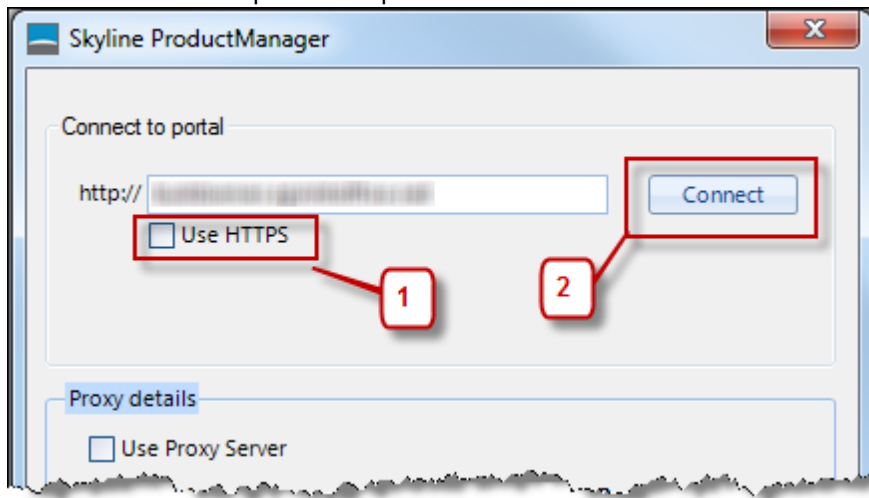 Skyline ProductManager
Connect to portal
http://
Connect
Use HTTPS
1
2
Proxy details
Use Proxy Server